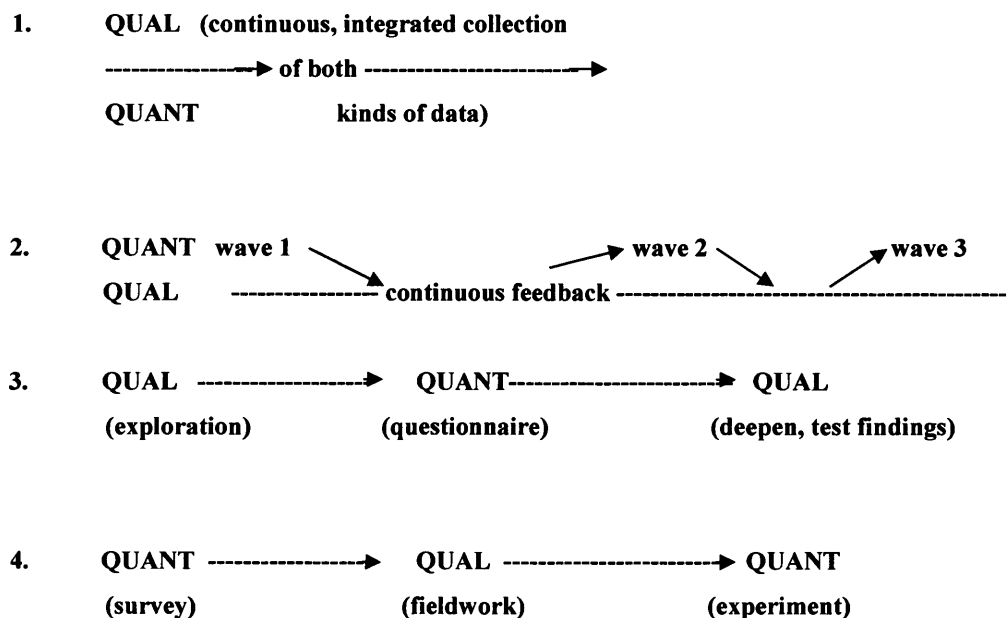 1. QUAL (continuous, integrated collection
of both
QUANT kinds of data)
2. QUANT wave 1 wave 2 wave 3
QUAL continuous feedback
3. QUAL QUANT QUAL
(exploration) (questionnaire) (deepen, test findings)
4. QUANT QUAL QUANT
(survey) (fieldwork) (experiment)